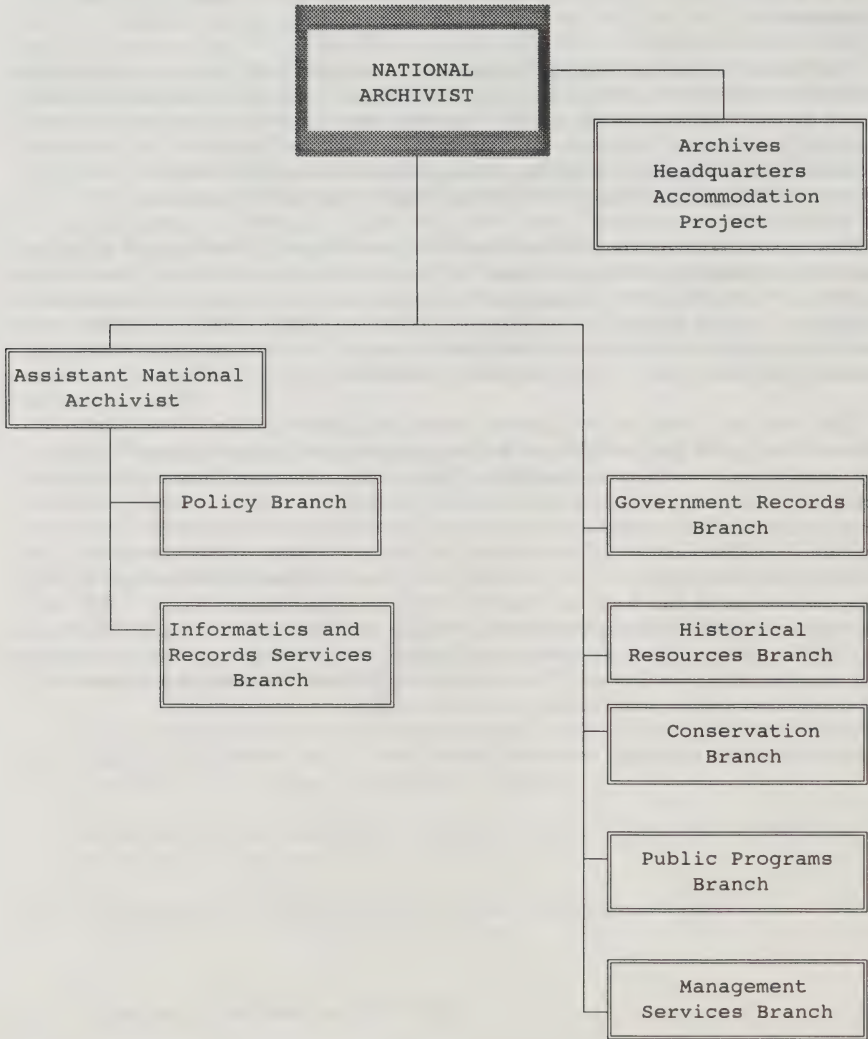 NATIONAL
ARCHIVIST
Archives
Headquarters
Accommodation
Project
Assistant National
Archivist
Policy Branch
Informatics and
Records Services
Branch
Government Records
Branch
Historical
Resources Branch
Conservation
Branch
Public Programs
Branch
Management
Services Branch